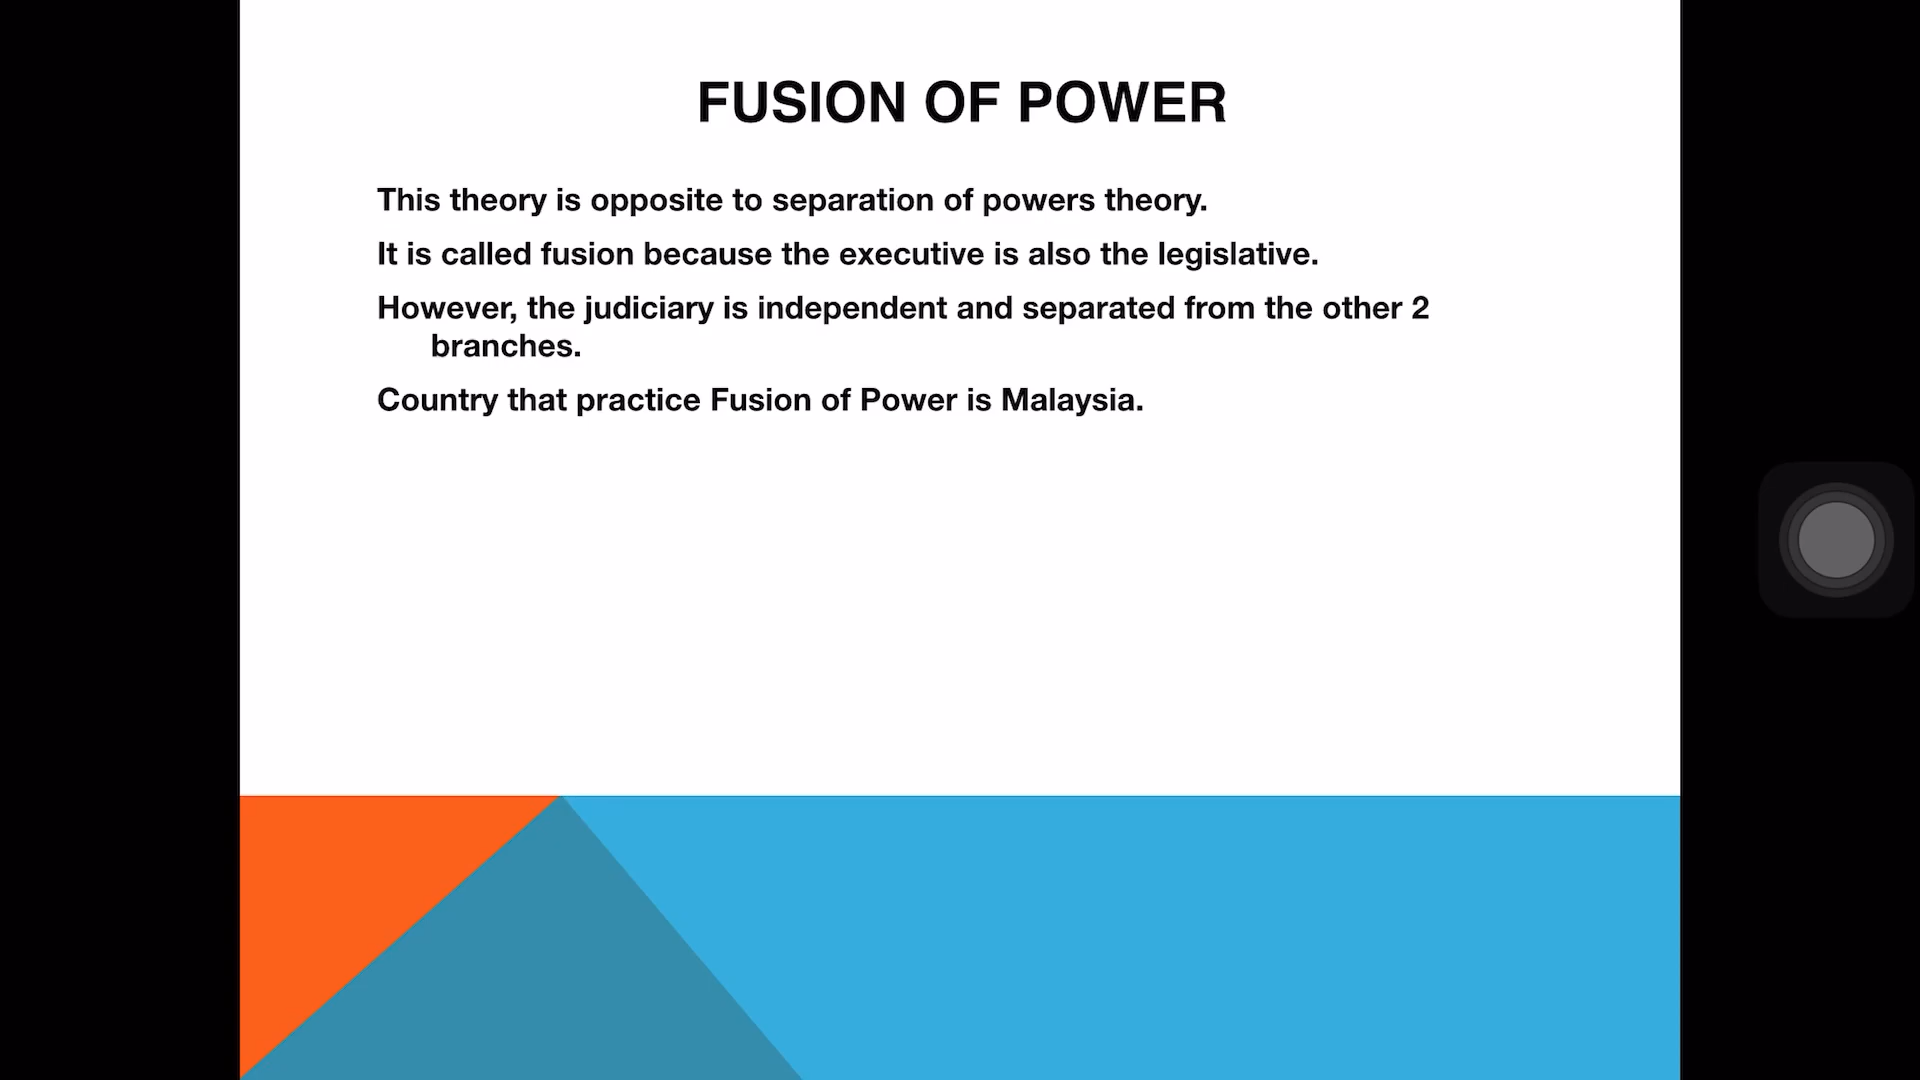 FUSION OF POWER
This theory is opposite to separation of powers theory.
It is called fusion because the executive is also the legislative.
However, the judiciary is independent and separated from the other 2
branches.
Country that practice Fusion of Power is Malaysia.